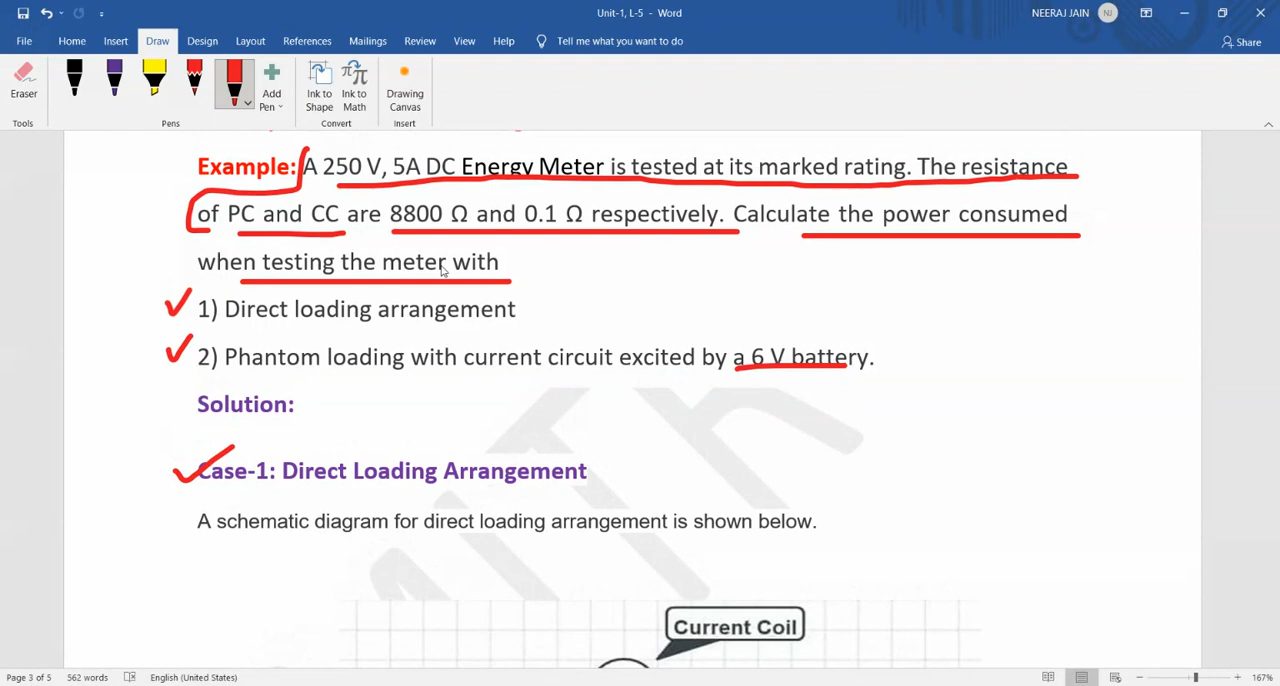 Unit-1, L-5 - Word
NEERAJ JAIN NJ
File Home Insert Draw Design Layout References Mailings Review View Help Tell me what you want to do Share
Eraser
Add Pen
Ink to Shape
Ink to Math
Drawing Canvas
Tools Pens Convert Insert
Example: A 250 V, 5A DC Energy Meter is tested at its marked rating. The resistance
of PC and CC are 8800 Ω and 0.1 Ω respectively. Calculate the power consumed
when testing the meter with
1) Direct loading arrangement
2) Phantom loading with current circuit excited by a 6 V battery.
Solution:
Case-1: Direct Loading Arrangement
A schematic diagram for direct loading arrangement is shown below.
Current Coil
Page 3 of 5 562 words English (United States) 167%